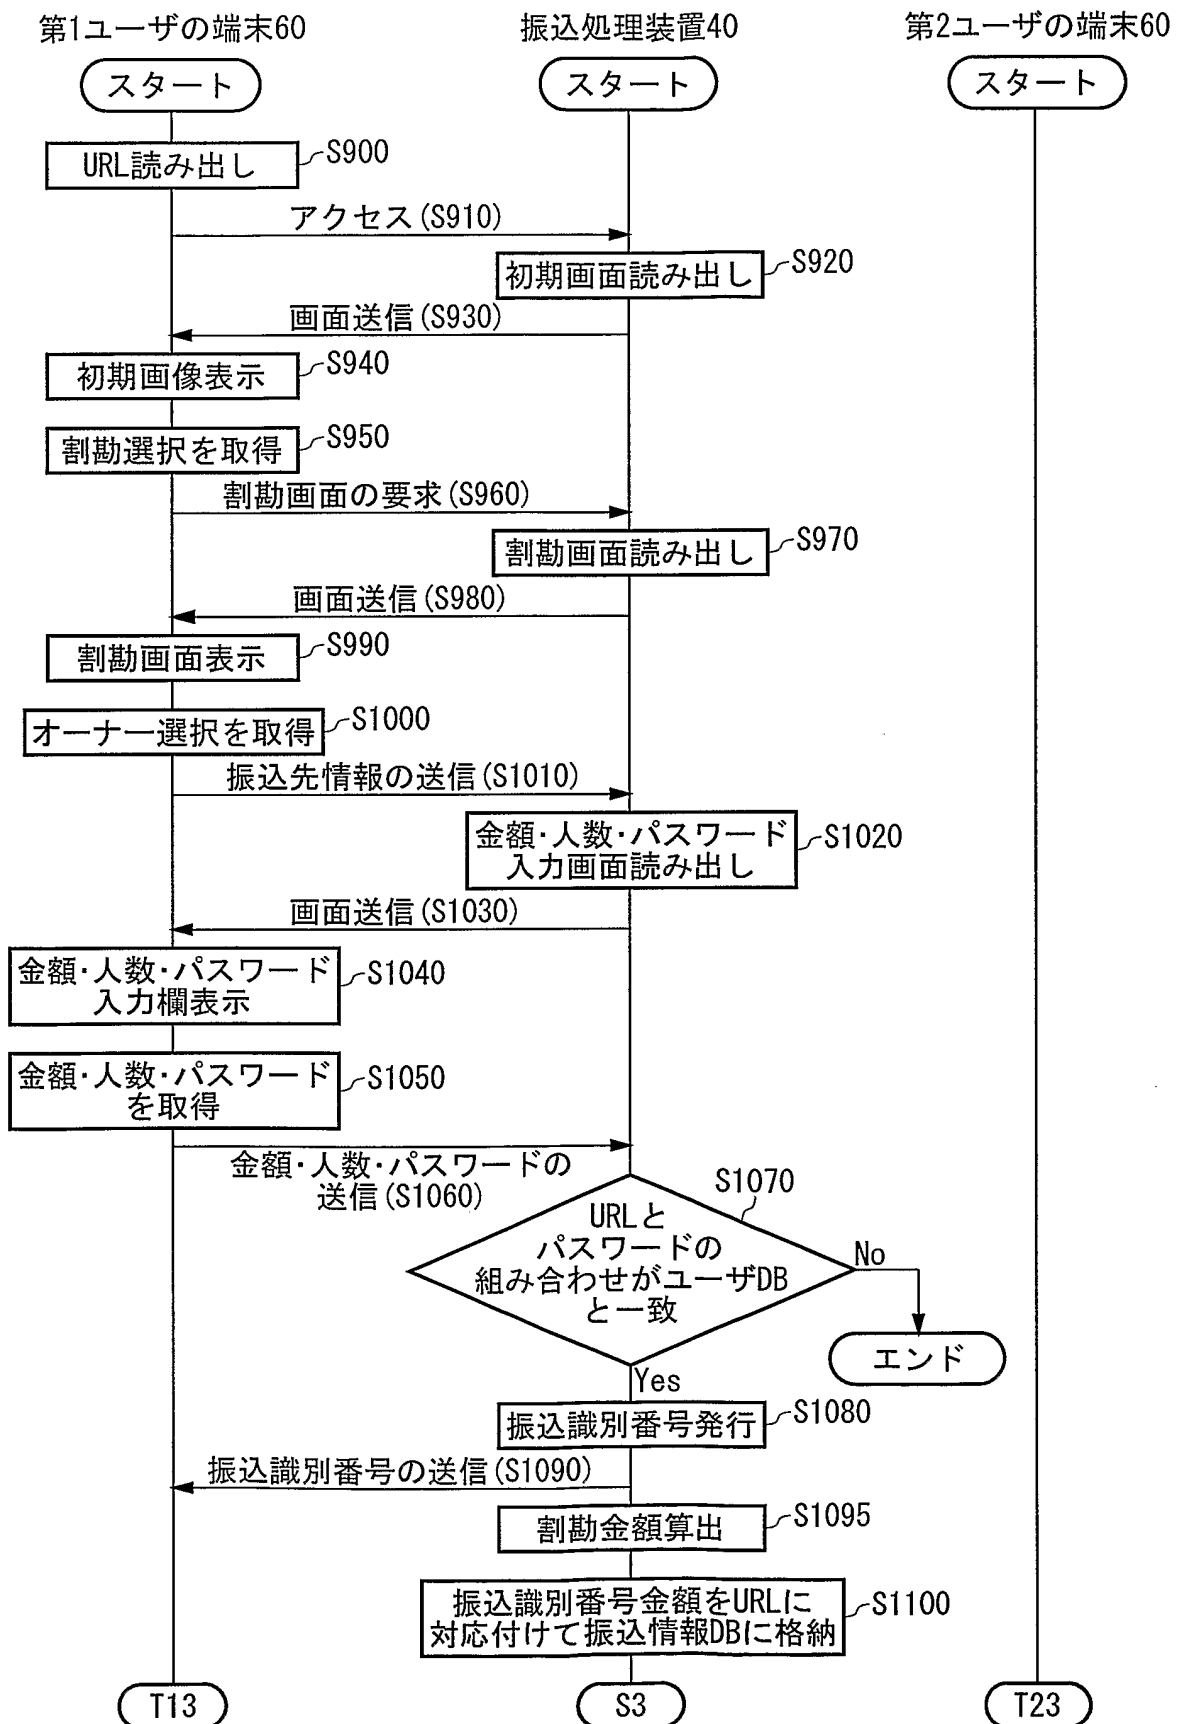 第1ユーザの端末60
振込処理装置40
第2ユーザの端末60
スタート
スタート
スタート
URL読み出し
S900
アクセス(S910)
初期画面読み出し
S920
画面送信(S930)
初期画像表示
S940
割勘選択を取得
S950
割勘画面の要求(S960)
割勘画面読み出し
S970
画面送信(S980)
割勘画面表示
S990
オーナー選択を取得
S1000
振込先情報の送信(S1010)
金額・人数・パスワード
入力画面読み出し
S1020
画面送信(S1030)
金額・人数・パスワード
入力欄表示
S1040
金額・人数・パスワード
を取得
S1050
金額・人数・パスワードの
送信(S1060)
S1070
URLと
パスワードの
組み合わせがユーザDB
と一致
No
エンド
Yes
振込識別番号発行
S1080
振込識別番号の送信(S1090)
割勘金額算出
S1095
振込識別番号金額をURLに
対応付けて振込情報DBに格納
S1100
T13
S3
T23